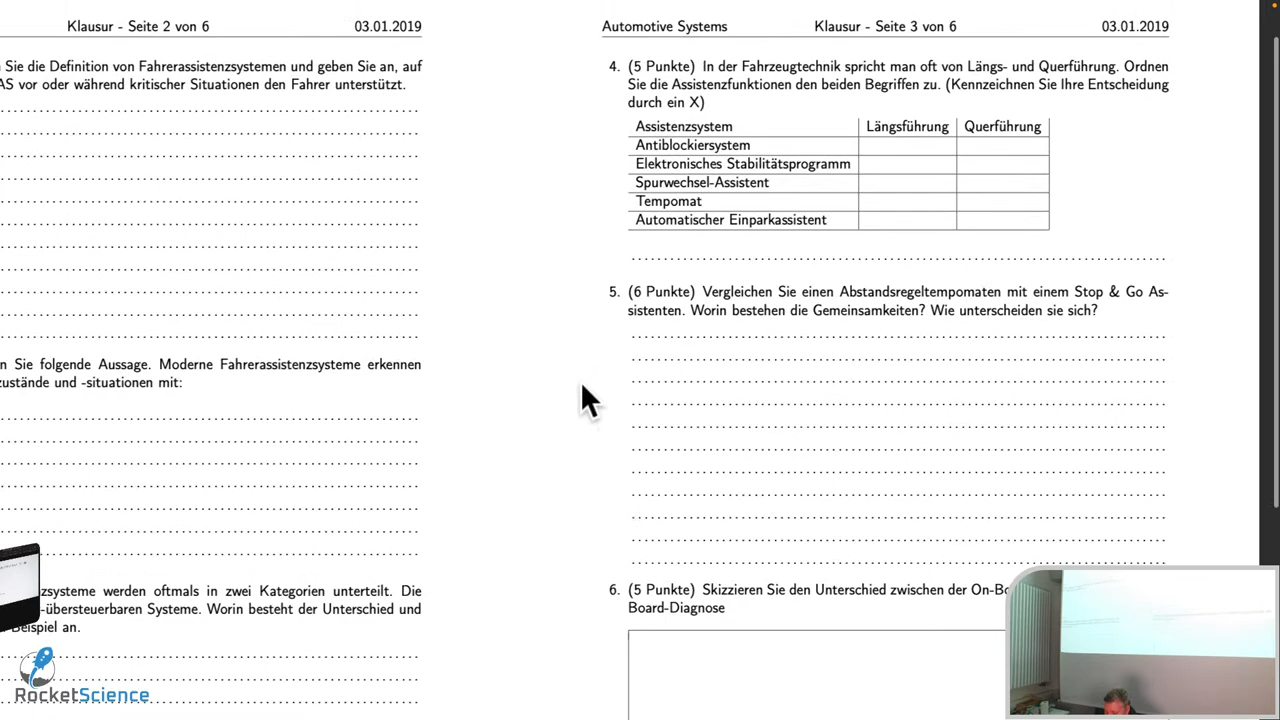 Klausur - Seite 2 von 6
03.01.2019
Sie die Definition von Fahrerassistenzsystemen und geben Sie an, auf
AS vor oder während kritischer Situationen den Fahrer unterstützt.
n Sie folgende Aussage. Moderne Fahrerassistenzsysteme erkennen
zustände und -situationen mit:
zsysteme werden oftmals in zwei Kategorien unterteilt. Die
-übersteuerbaren Systeme. Worin besteht der Unterschied und
Beispiel an.
RocketScience
Automotive Systems
Klausur - Seite 3 von 6
03.01.2019
4. (5 Punkte) In der Fahrzeugtechnik spricht man oft von Längs- und Querführung. Ordnen
Sie die Assistenzfunktionen den beiden Begriffen zu. (Kennzeichnen Sie Ihre Entscheidung
durch ein X)
Assistenzsystem Längsführung Querführung
Antiblockiersystem
Elektronisches Stabilitätsprogramm
Spurwechsel-Assistent
Tempomat
Automatischer Einparkassistent
5. (6 Punkte) Vergleichen Sie einen Abstandsregeltempomaten mit einem Stop & Go As-
sistenten. Worin bestehen die Gemeinsamkeiten? Wie unterscheiden sie sich?
6. (5 Punkte) Skizzieren Sie den Unterschied zwischen der On-Bo
Board-Diagnose